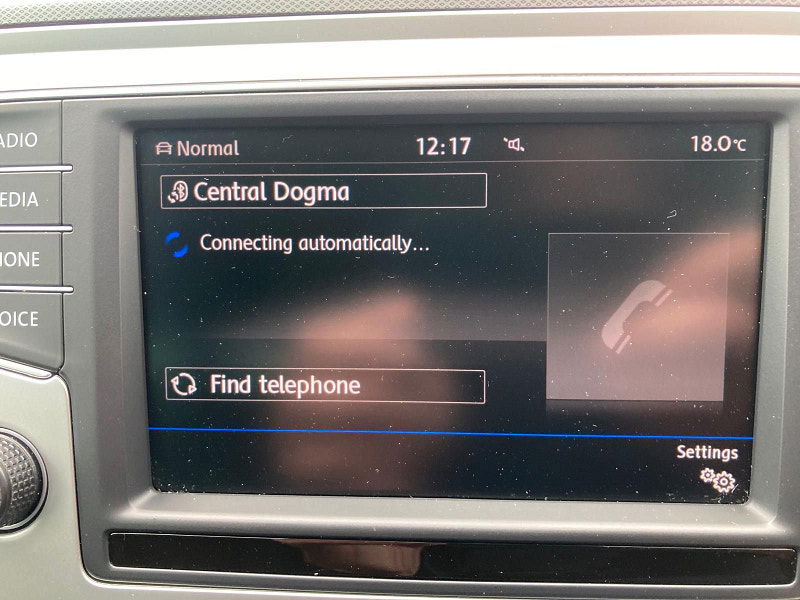 Normal 12:17 18.0°C
ADIO
Central Dogma
EDIA
Connecting automatically...
HONE
OICE
Find telephone
Settings